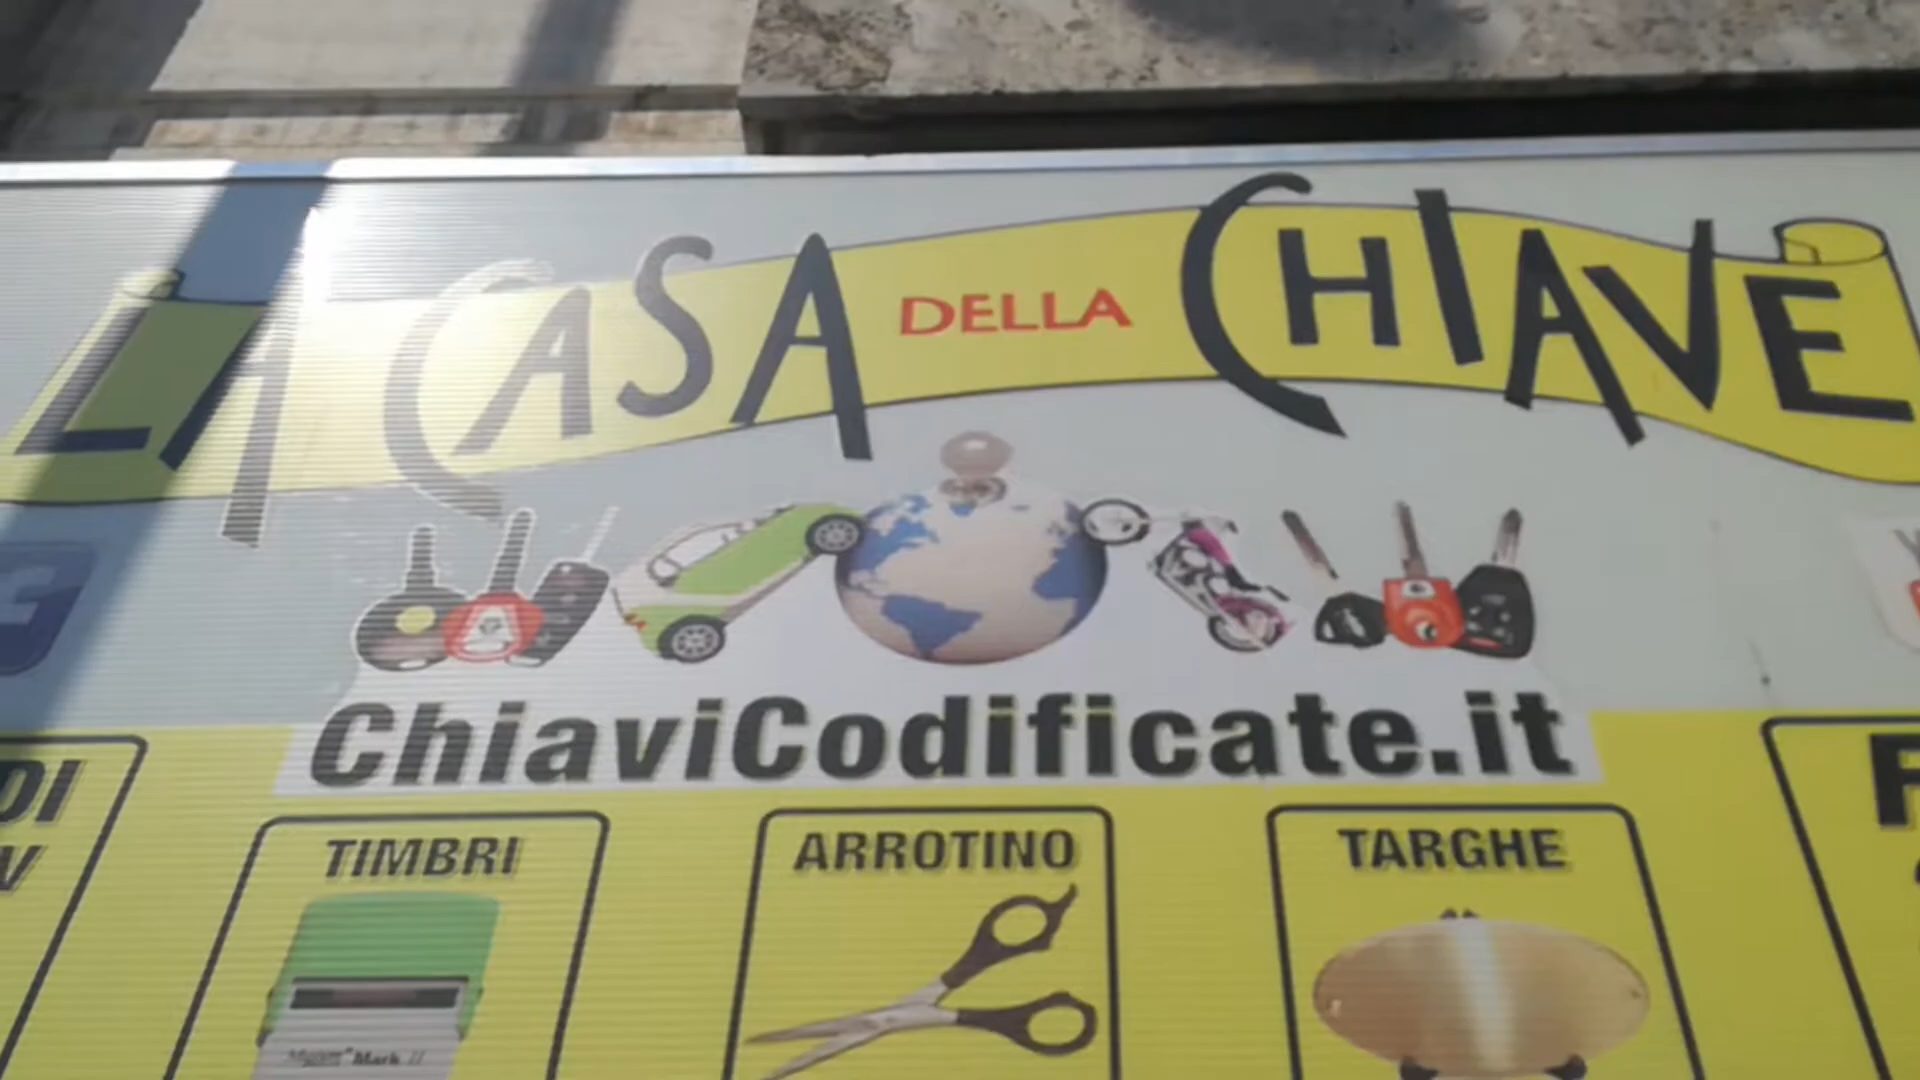 LA CASA DELLA CHIAVE
ChiaviCodificate.it
DI
TIMBRI
ARROTINO
TARGHE